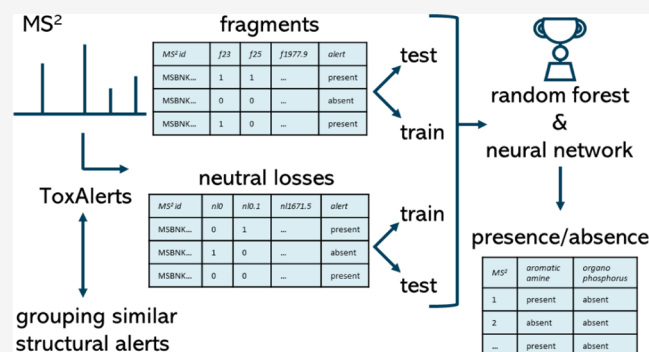 MS²
fragments
MS² id f23 f25 f1977.9 alert
MSBNK... 1 1 ... present
MSBNK... 0 0 ... absent
MSBNK... 1 0 ... present
test
train
ToxAlerts
neutral losses
MS² id nl0 nl0.1 nl1671.5 alert
MSBNK... 0 1 ... present
MSBNK... 1 0 ... absent
MSBNK... 0 0 ... present
train
test
grouping similar
structural alerts
random forest
&
neural network
presence/absence
MS² aromatic amine organo phosphorus
1 present absent
2 absent absent
... present absent